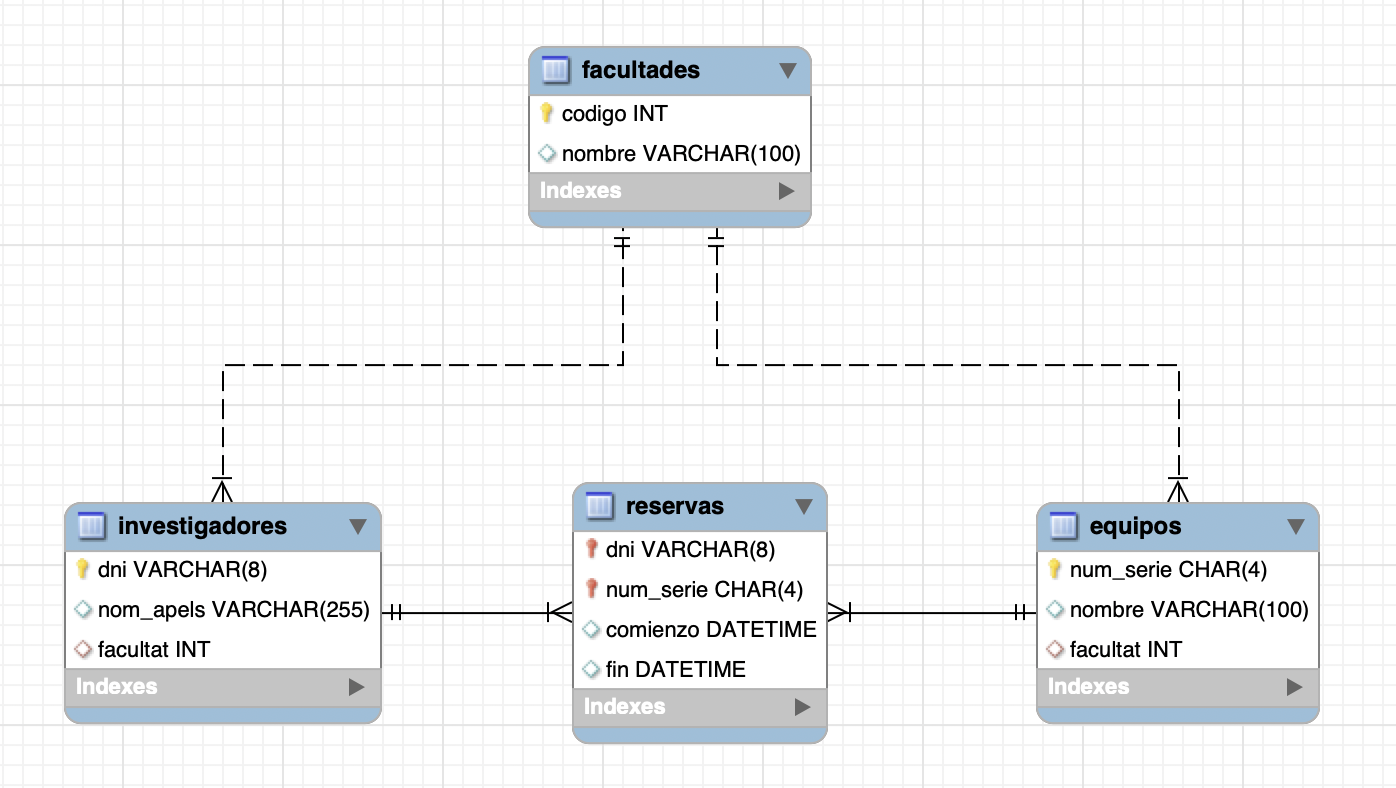 facultades
codigo INT
nombre VARCHAR(100)
Indexes
investigadores
dni VARCHAR(8)
nom_apels VARCHAR(255)
facultat INT
Indexes
reservas
dni VARCHAR(8)
num_serie CHAR(4)
comienzo DATETIME
fin DATETIME
Indexes
equipos
num_serie CHAR(4)
nombre VARCHAR(100)
facultat INT
Indexes